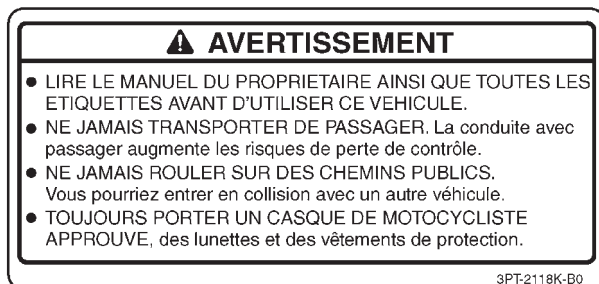 AVERTISSEMENT
● LIRE LE MANUEL DU PROPRIETAIRE AINSI QUE TOUTES LES
ETIQUETTES AVANT D'UTILISER CE VEHICULE.
● NE JAMAIS TRANSPORTER DE PASSAGER. La conduite avec
passager augmente les risques de perte de contrôle.
● NE JAMAIS ROULER SUR DES CHEMINS PUBLICS.
Vous pourriez entrer en collision avec un autre véhicule.
● TOUJOURS PORTER UN CASQUE DE MOTOCYCLISTE
APPROUVE, des lunettes et des vêtements de protection.
3PT-2118K-B0